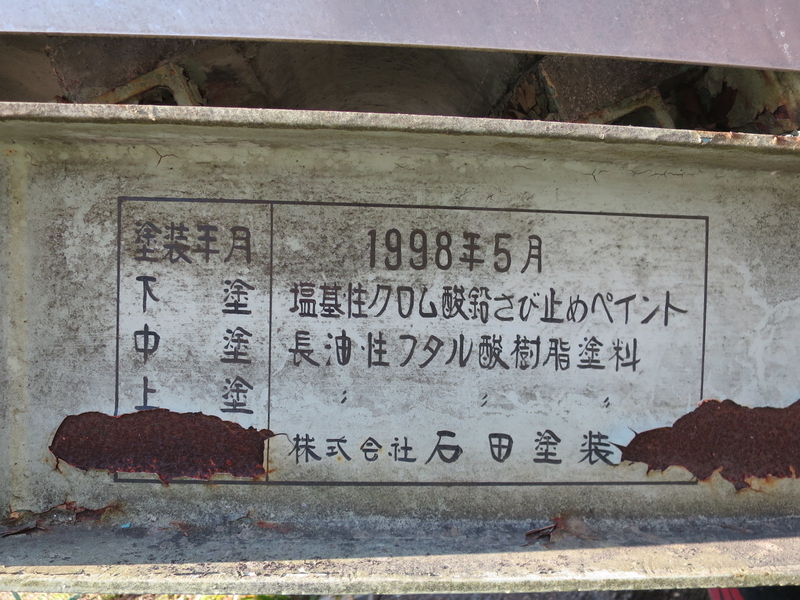 塗装年月 1998年5月
下 塗 塩基性クロム酸鉛さび止めペイント
中 塗 長油性フタル酸樹脂塗料
上 塗 〃 〃 〃
株式会社 石田塗装